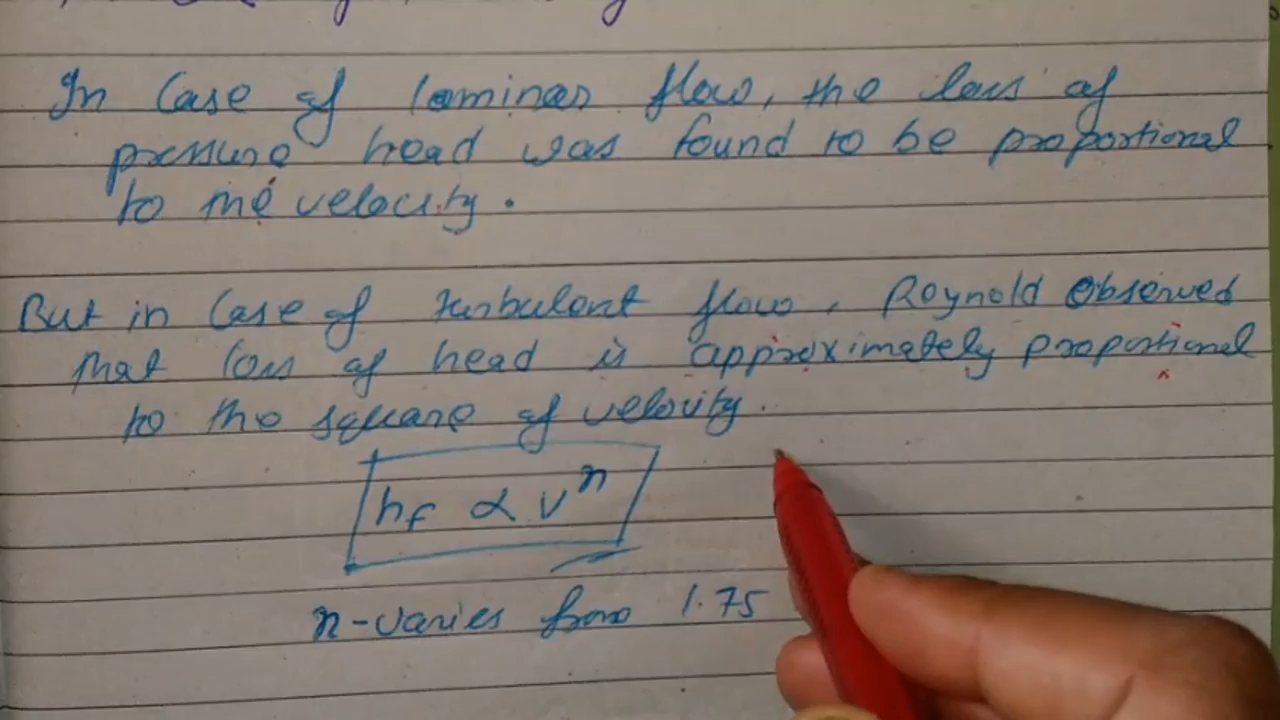 In Case of laminar flow, the loss of
pressure head was found to be proportional
to the velocity.
But in Case of turbulent flow, Reynold Observed
that loss of head is approximately proportional
to the square of velocity.
hf ∝ v^n
n-varies from 1.75